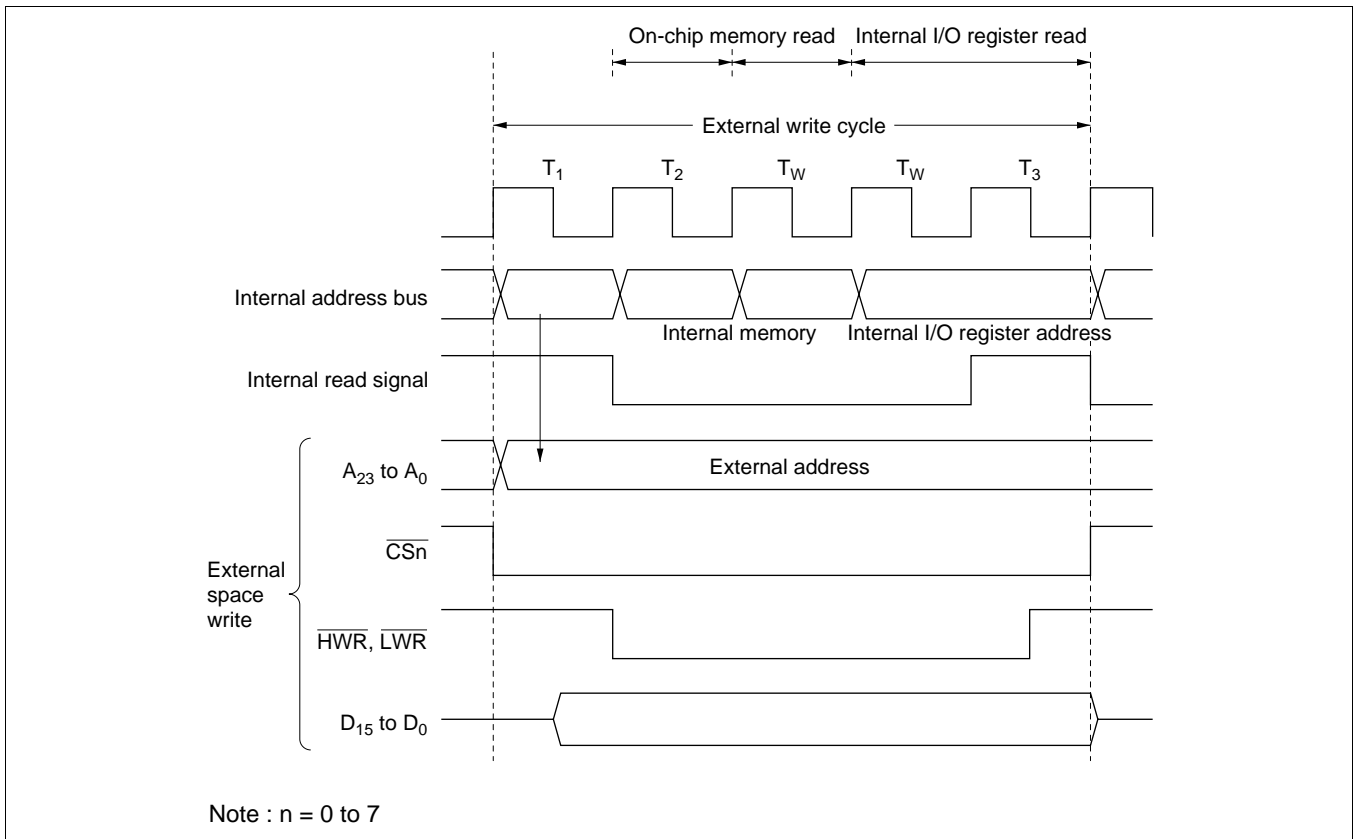 On-chip memory read Internal I/O register read
External write cycle
T1 T2 TW TW T3
Internal address bus
Internal memory Internal I/O register address
Internal read signal
A23 to A0 External address
CSn
External
space
write
HWR, LWR
D15 to D0
Note : n = 0 to 7